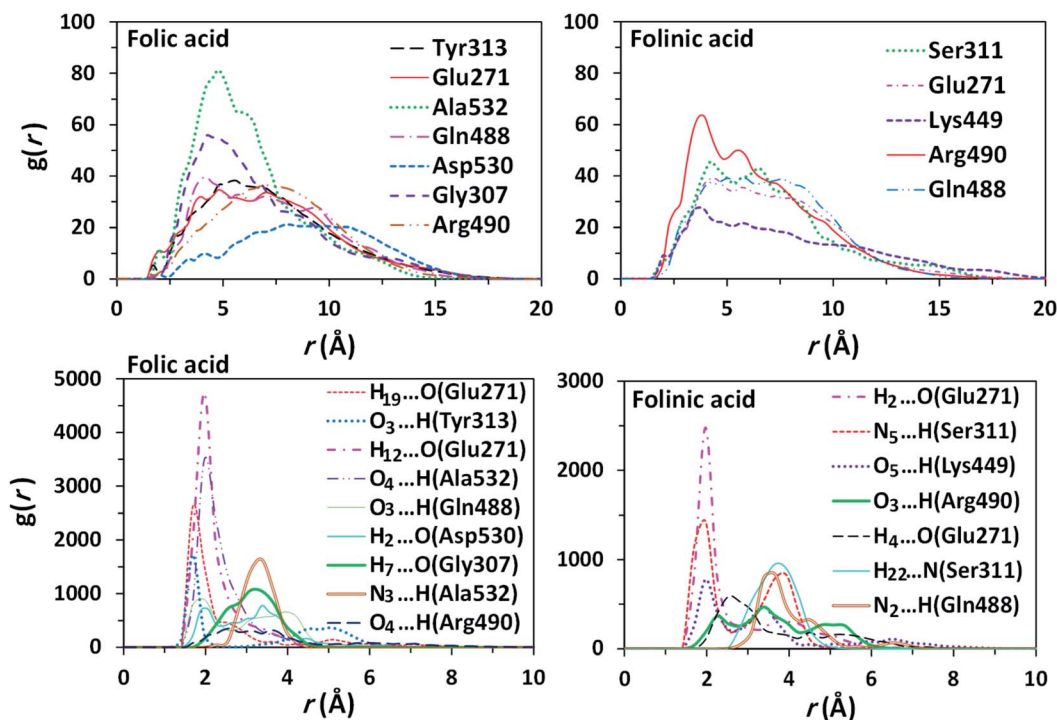 Folic acid
g(r)
100
80
60
40
20
0
Tyr313
Glu271
Ala532
Gln488
Asp530
Gly307
Arg490
0 5 10 15 20
r (Å)
Folinic acid
100
80
60
40
20
0
Ser311
Glu271
Lys449
Arg490
Gln488
0 5 10 15 20
r (Å)
Folic acid
g(r)
5000
4000
3000
2000
1000
0
H₁₉...O(Glu271)
O₃...H(Tyr313)
H₁₂...O(Glu271)
O₄...H(Ala532)
O₃...H(Gln488)
H₂...O(Asp530)
H₇...O(Gly307)
N₃...H(Ala532)
O₄...H(Arg490)
0 2 4 6 8 10
r (Å)
Folinic acid
3000
2000
1000
0
H₂...O(Glu271)
N₅...H(Ser311)
O₅...H(Lys449)
O₃...H(Arg490)
H₄...O(Glu271)
H₂₂...N(Ser311)
N₂...H(Gln488)
0 2 4 6 8 10
r (Å)